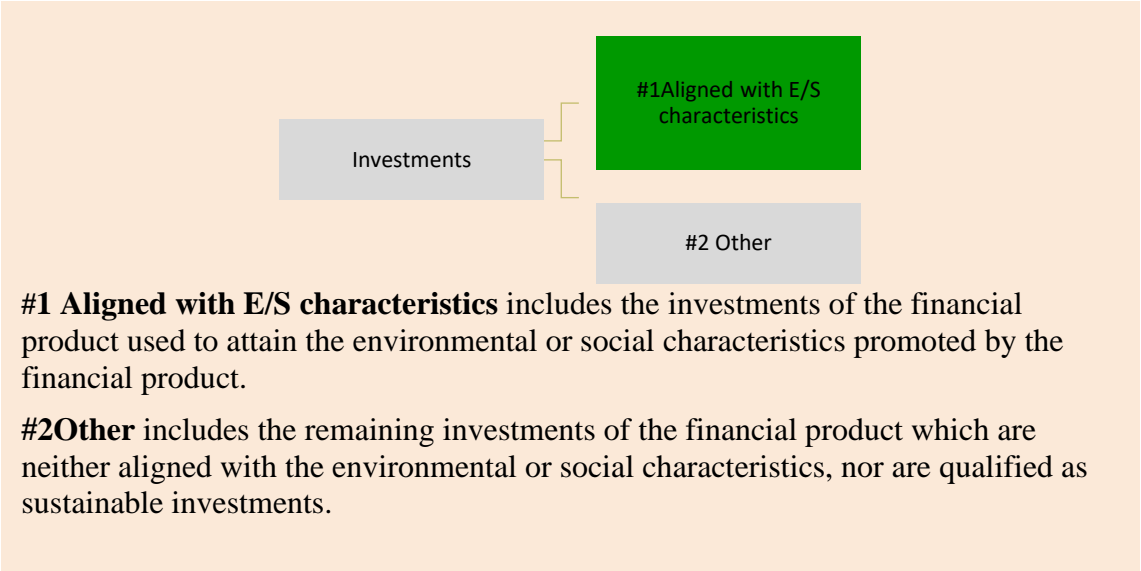 #1Aligned with E/S
characteristics
Investments
#2 Other
#1 Aligned with E/S characteristics includes the investments of the financial
product used to attain the environmental or social characteristics promoted by the
financial product.
#2Other includes the remaining investments of the financial product which are
neither aligned with the environmental or social characteristics, nor are qualified as
sustainable investments.